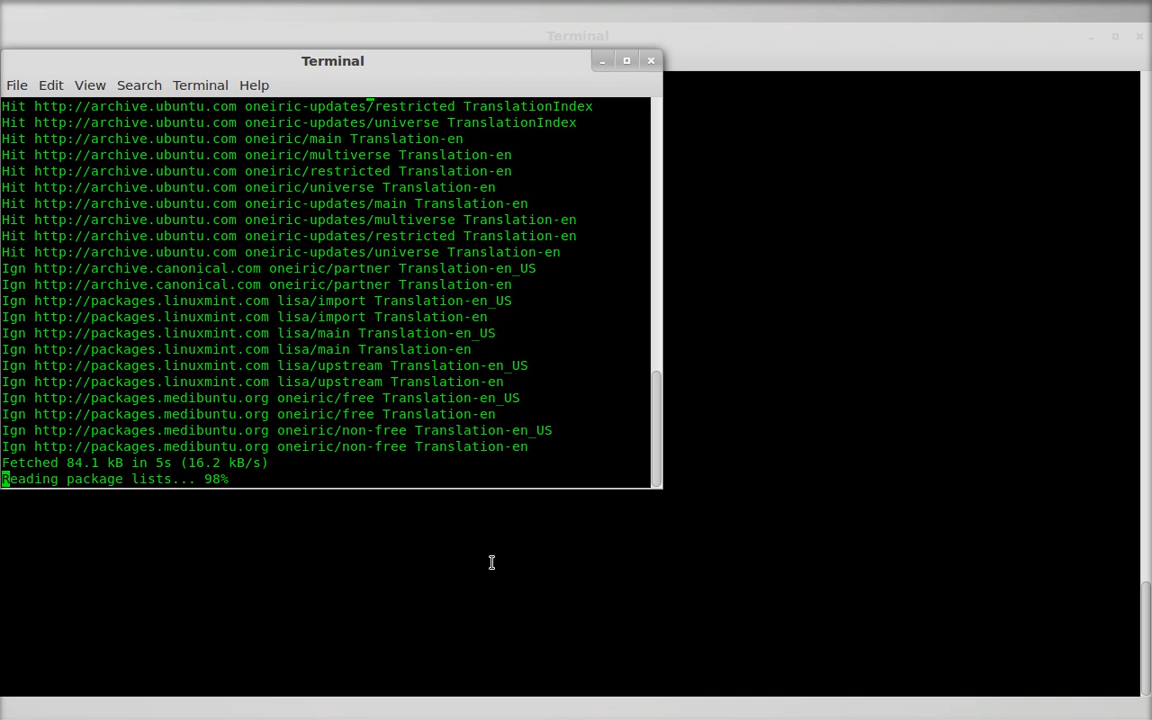 Terminal
Terminal
File Edit View Search Terminal Help
Hit http://archive.ubuntu.com oneiric-updates/restricted TranslationIndex
Hit http://archive.ubuntu.com oneiric-updates/universe TranslationIndex
Hit http://archive.ubuntu.com oneiric/main Translation-en
Hit http://archive.ubuntu.com oneiric/multiverse Translation-en
Hit http://archive.ubuntu.com oneiric/restricted Translation-en
Hit http://archive.ubuntu.com oneiric/universe Translation-en
Hit http://archive.ubuntu.com oneiric-updates/main Translation-en
Hit http://archive.ubuntu.com oneiric-updates/multiverse Translation-en
Hit http://archive.ubuntu.com oneiric-updates/restricted Translation-en
Hit http://archive.ubuntu.com oneiric-updates/universe Translation-en
Ign http://archive.canonical.com oneiric/partner Translation-en_US
Ign http://archive.canonical.com oneiric/partner Translation-en
Ign http://packages.linuxmint.com lisa/import Translation-en_US
Ign http://packages.linuxmint.com lisa/import Translation-en
Ign http://packages.linuxmint.com lisa/main Translation-en_US
Ign http://packages.linuxmint.com lisa/main Translation-en
Ign http://packages.linuxmint.com lisa/upstream Translation-en_US
Ign http://packages.linuxmint.com lisa/upstream Translation-en
Ign http://packages.medibuntu.org oneiric/free Translation-en_US
Ign http://packages.medibuntu.org oneiric/free Translation-en
Ign http://packages.medibuntu.org oneiric/non-free Translation-en_US
Ign http://packages.medibuntu.org oneiric/non-free Translation-en
Fetched 84.1 kB in 5s (16.2 kB/s)
Reading package lists... 98%